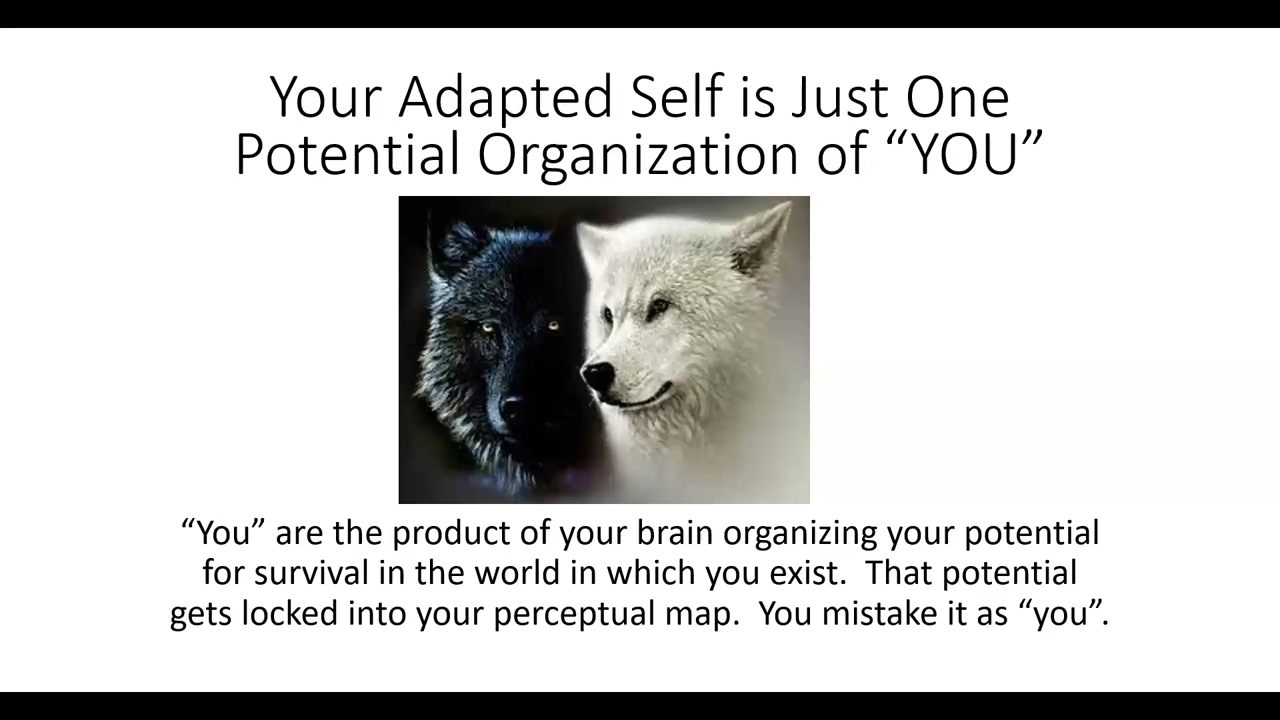 Your Adapted Self is Just One
Potential Organization of “YOU”
“You” are the product of your brain organizing your potential
for survival in the world in which you exist.  That potential
gets locked into your perceptual map.  You mistake it as “you”.